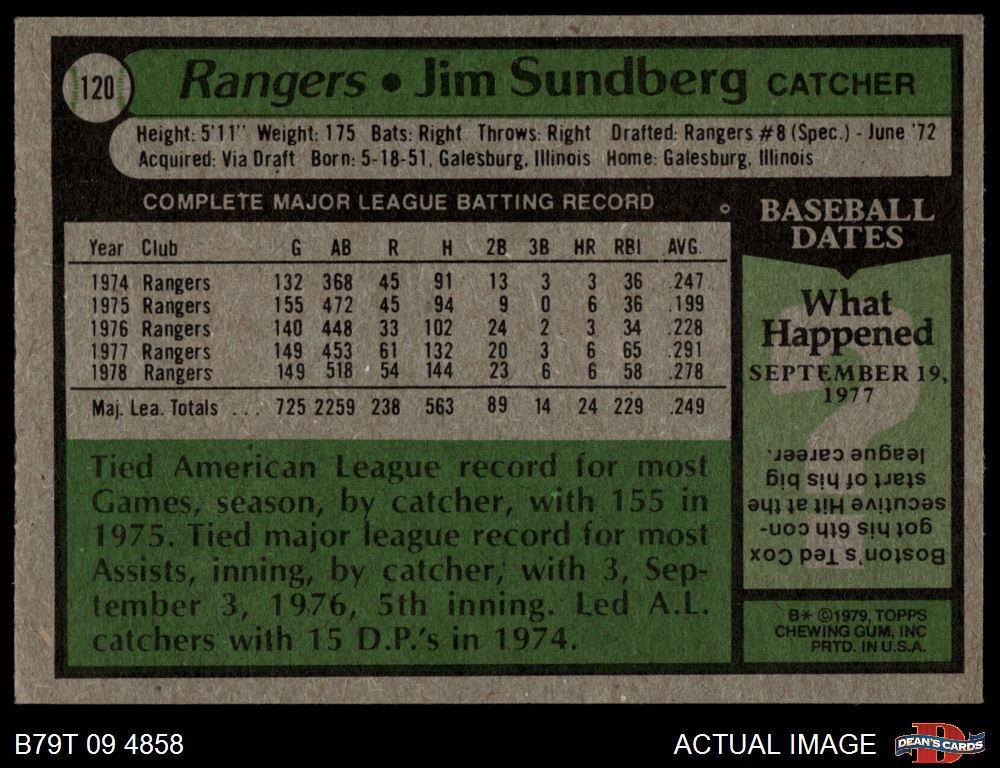 120
Rangers • Jim Sundberg CATCHER
Height: 5'11" Weight: 175 Bats: Right Throws: Right Drafted: Rangers #8 (Spec.) - June '72
Acquired: Via Draft Born: 5-18-51, Galesburg, Illinois Home: Galesburg, Illinois
COMPLETE MAJOR LEAGUE BATTING RECORD
Year Club G AB R H 2B 3B HR RBI AVG.
1974 Rangers 132 368 45 91 13 3 3 36 .247
1975 Rangers 155 472 45 94 9 0 6 36 .199
1976 Rangers 140 448 33 102 24 2 3 34 .228
1977 Rangers 149 453 61 132 20 3 6 65 .291
1978 Rangers 149 518 54 144 23 6 6 58 .278
Maj. Lea. Totals ... 725 2259 238 563 89 14 24 229 .249
Tied American League record for most
Games, season, by catcher, with 155 in
1975. Tied major league record for most
Assists, inning, by catcher, with 3, Sep-
tember 3, 1976, 5th inning. Led A.L.
catchers with 15 D.P.'s in 1974.
BASEBALL
DATES
What
Happened
SEPTEMBER 19,
1977
?
Boston's Ted Cox
got his 6th con-
secutive Hit at the
start of his big
league career.
B* ©1979, TOPPS
CHEWING GUM, INC
PRTD. IN U.S.A.
B79T 09 4858
ACTUAL IMAGE
D
DEAN'S CARDS